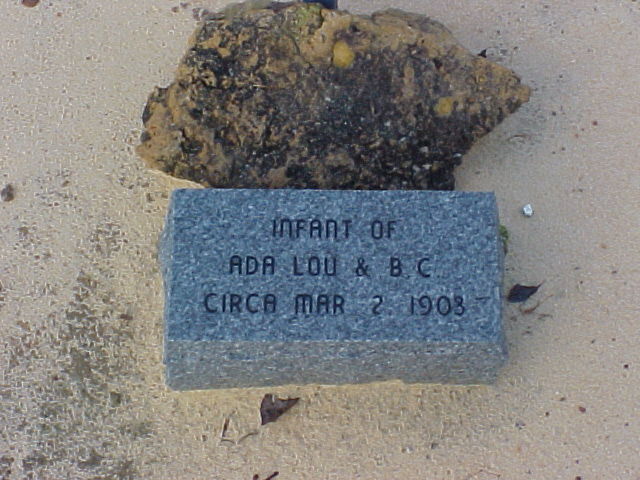 INFANT OF
ADA LOU & B.C.
CIRCA MAR. 2, 1903